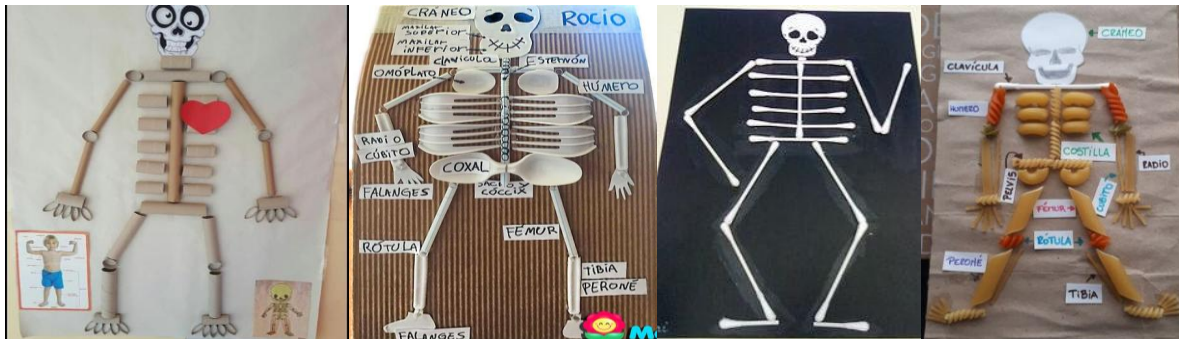 CRÁNEO
ROCIO
MAXILAR
SUPERIOR
MAXILAR
INFERIOR
CLAVÍCULA
ESTERNÓN
OMÓPLATO
HÚMERO
RADIO
CÚBITO
FALANGES
COXAL
SACRO Y
CÓCCIX
FÉMUR
RÓTULA
TIBIA
PERONÉ
FALANGES
CRÁNEO
CLAVÍCULA
HUMERO
COSTILLA
RADIO
PELVIS
CÚBITO
FÉMUR
RÓTULA
PERONÉ
TIBIA